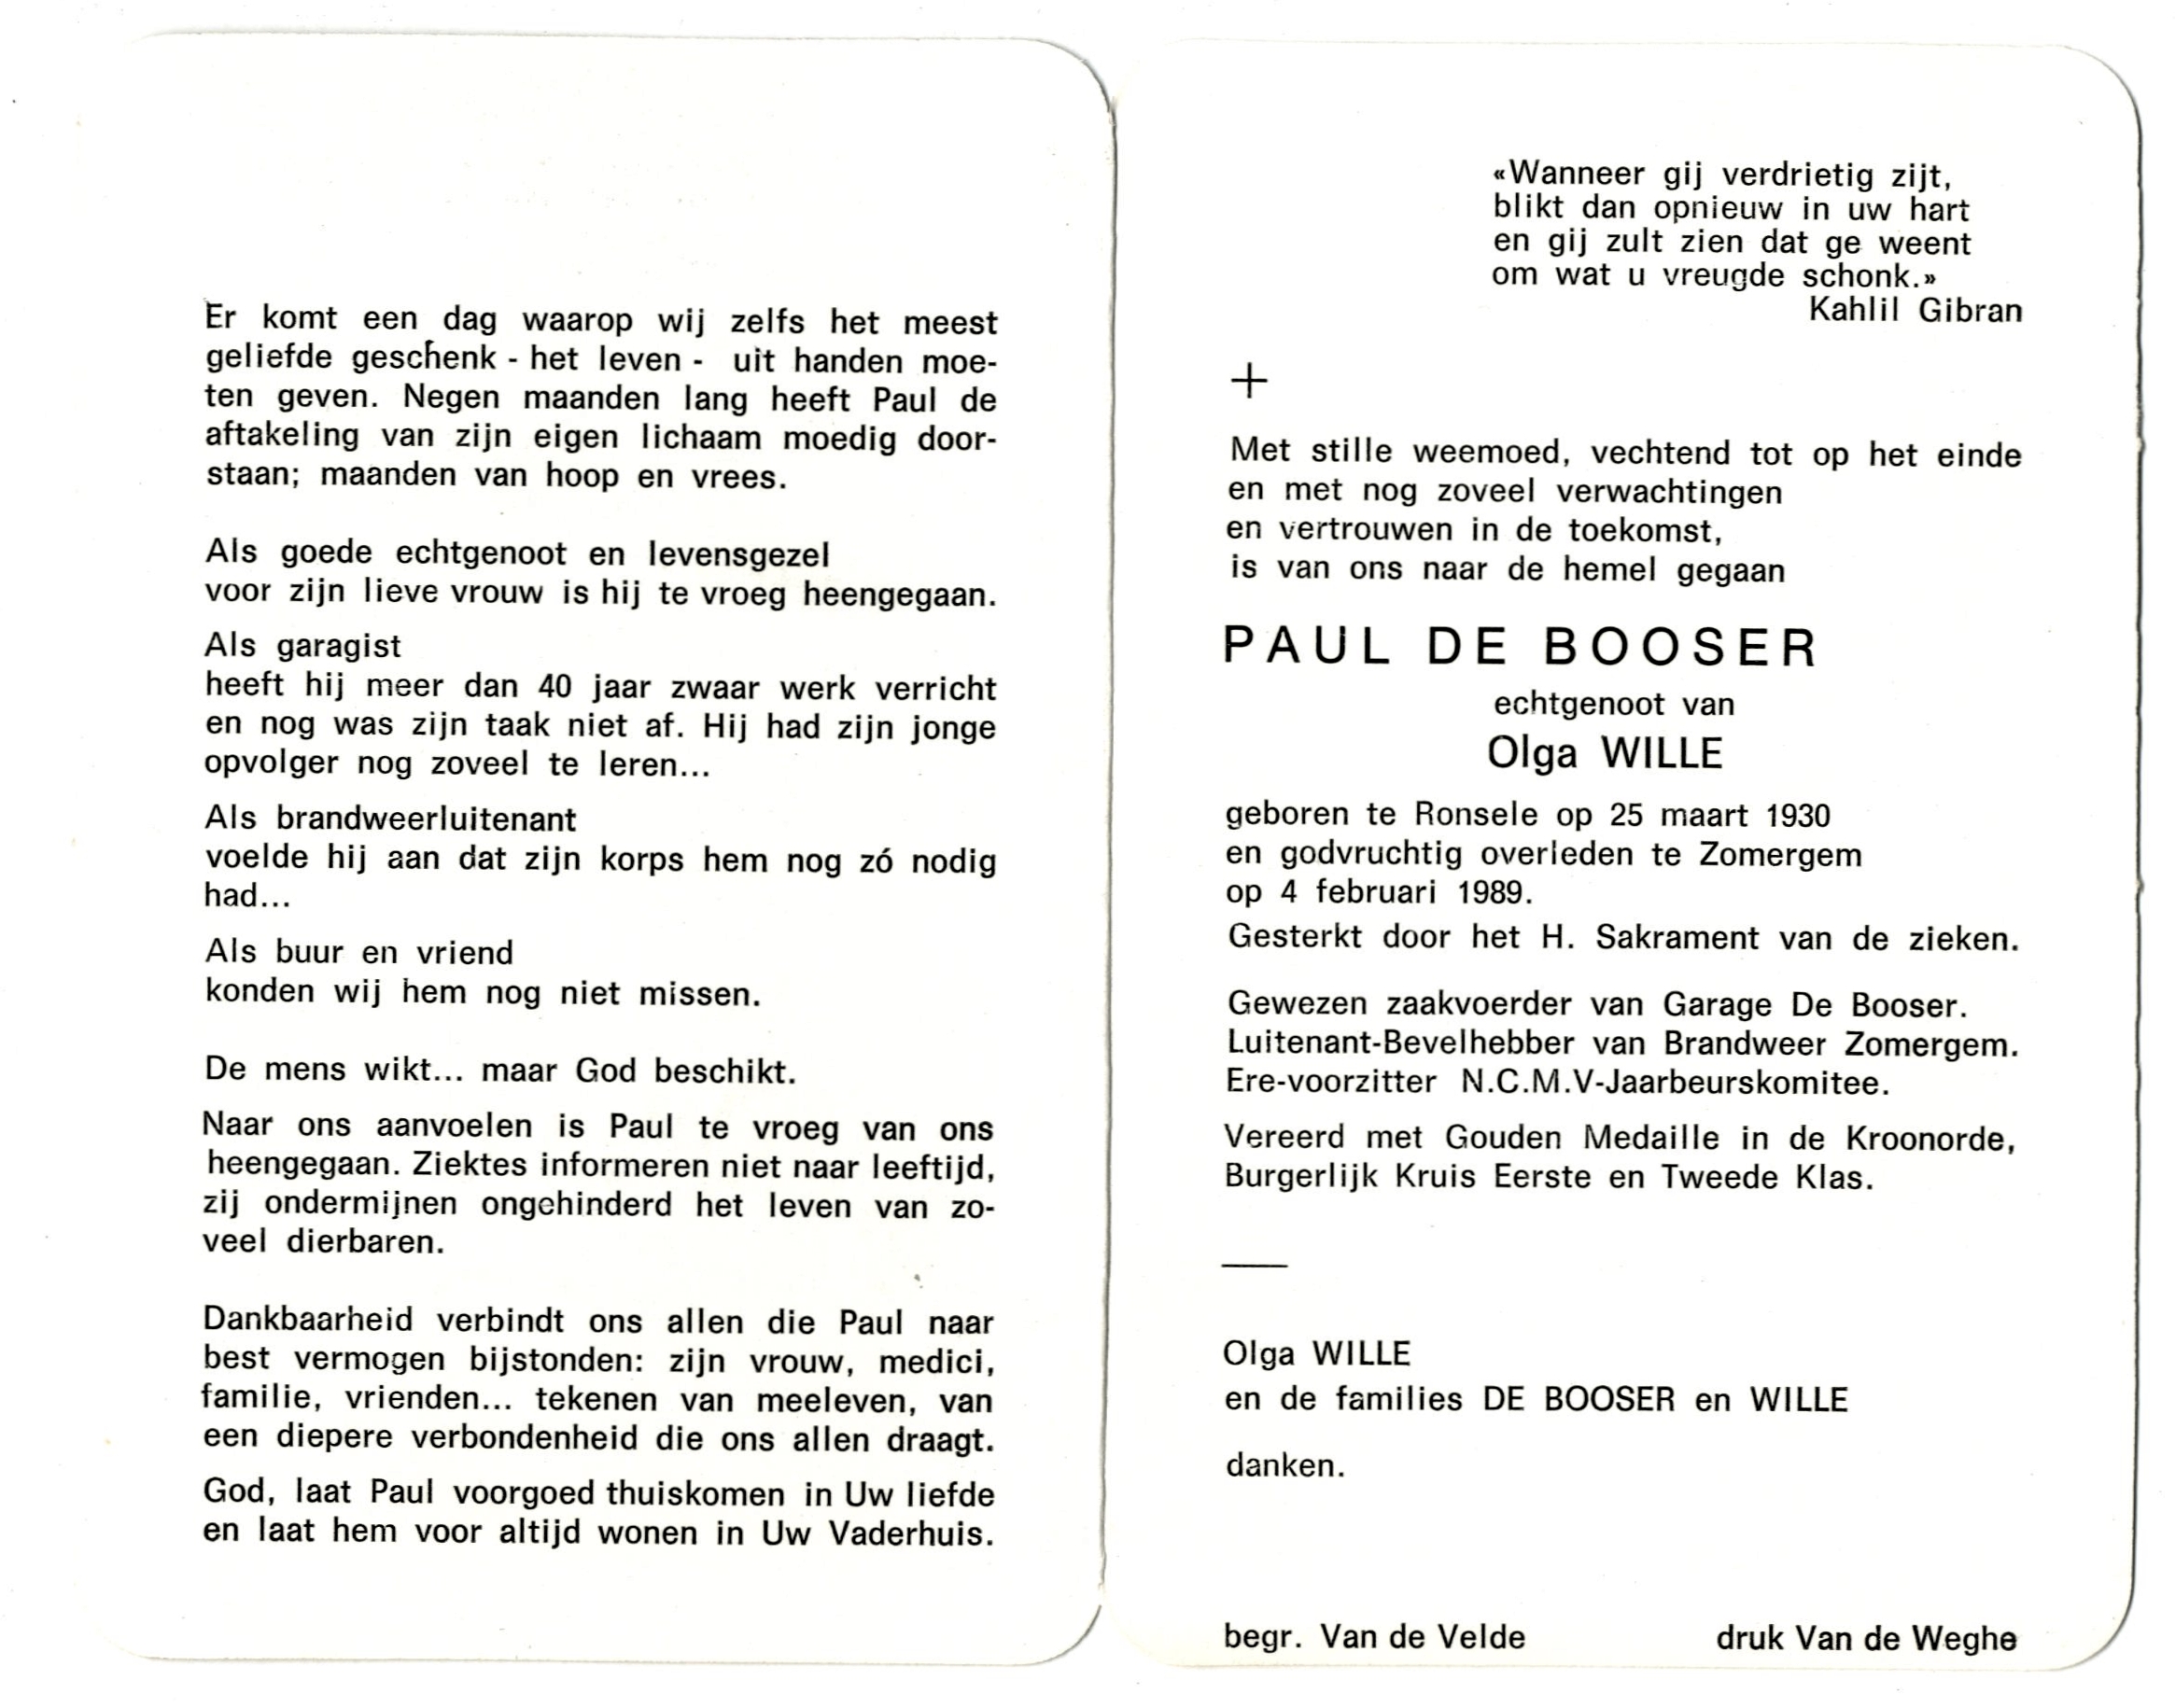 Er komt een dag waarop wij zelfs het meest
geliefde geschenk - het leven - uit handen moe-
ten geven. Negen maanden lang heeft Paul de
aftakeling van zijn eigen lichaam moedig door-
staan; maanden van hoop en vrees.
Als goede echtgenoot en levensgezel
voor zijn lieve vrouw is hij te vroeg heengegaan.
Als garagist
heeft hij meer dan 40 jaar zwaar werk verricht
en nog was zijn taak niet af. Hij had zijn jonge
opvolger nog zoveel te leren...
Als brandweerluitenant
voelde hij aan dat zijn korps hem nog zó nodig
had...
Als buur en vriend
konden wij hem nog niet missen.
De mens wikt... maar God beschikt.
Naar ons aanvoelen is Paul te vroeg van ons
heengegaan. Ziektes informeren niet naar leeftijd,
zij ondermijnen ongehinderd het leven van zo-
veel dierbaren.
Dankbaarheid verbindt ons allen die Paul naar
best vermogen bijstonden: zijn vrouw, medici,
familie, vrienden... tekenen van meeleven, van
een diepere verbondenheid die ons allen draagt.
God, laat Paul voorgoed thuiskomen in Uw liefde
en laat hem voor altijd wonen in Uw Vaderhuis.
«Wanneer gij verdrietig zijt,
blikt dan opnieuw in uw hart
en gij zult zien dat ge weent
om wat u vreugde schonk.»
Kahlil Gibran
Met stille weemoed, vechtend tot op het einde
en met nog zoveel verwachtingen
en vertrouwen in de toekomst,
is van ons naar de hemel gegaan
PAUL DE BOOSER
echtgenoot van
Olga WILLE
geboren te Ronsele op 25 maart 1930
en godvruchtig overleden te Zomergem
op 4 februari 1989.
Gesterkt door het H. Sakrament van de zieken.
Gewezen zaakvoerder van Garage De Booser.
Luitenant-Bevelhebber van Brandweer Zomergem.
Ere-voorzitter N.C.M.V-Jaarbeurskomitee.
Vereerd met Gouden Medaille in de Kroonorde,
Burgerlijk Kruis Eerste en Tweede Klas.
Olga WILLE
en de families DE BOOSER en WILLE
danken.
begr. Van de Velde druk Van de Weghe